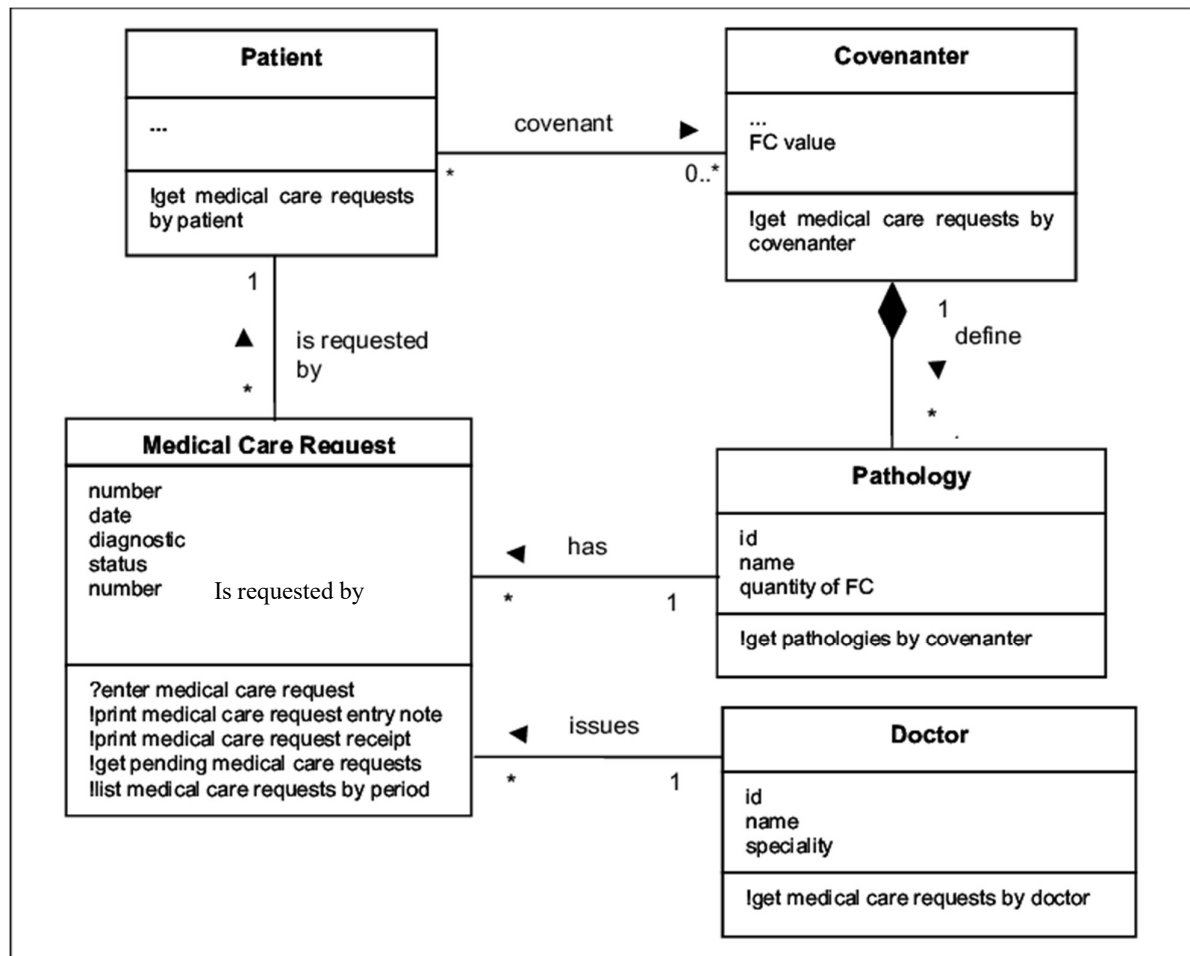 Patient
...
!get medical care requests
by patient
covenant ►
* 0..*
Covenanter
...
FC value
!get medical care requests by
covenanter
1
▲ is requested
by
*
1
define
▼
*
.
Medical Care Request
number
date
diagnostic
status
number Is requested by
?enter medical care request
!print medical care request entry note
!print medical care request receipt
!get pending medical care requests
!list medical care requests by period
◄ has
* 1
Pathology
id
name
quantity of FC
!get pathologies by covenanter
◄ issues
* 1
Doctor
id
name
speciality
!get medical care requests by doctor